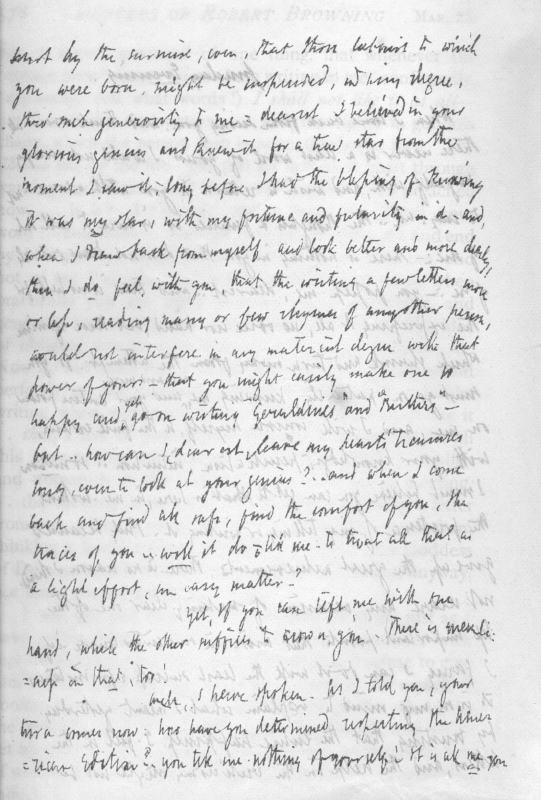 hurt by the surmise, even, that those labours to which
you were born, might be suspended, in any degree,
thro' such generosity to me - dearest I believed in your
glorious genius and knew it for a true star from the
moment I saw it; long before I had the blessing of knowing
it was my star, with my fortune and futurity in it - and,
when I draw back from myself, and look better and more clearly,
then I do feel, with you, that the writing a few letters more
or less, reading many or few rhymes of any other person,
would not interfere in any material degree with that
power of yours - that you might easily make one so
happy and yet go on writing "Geraldines" and "Berthas" -
but .. how can I, dearest, leave my heart's treasures
long, even to look at your genius? .. and when I come
back and find all safe, find the comfort of you, the
traces of you .. will it do - tell me - to trust all that as
a light effort, an easy matter?
Yet, if you can lift me with one
hand, while the other suffices to crown you There is queenli-
=ness in that, too!
Well, I have spoken. As I told you, your
turn comes now - how have you determined respecting the Amer-
=ican Edition? .. you tell me nothing of yourself! It is all me you